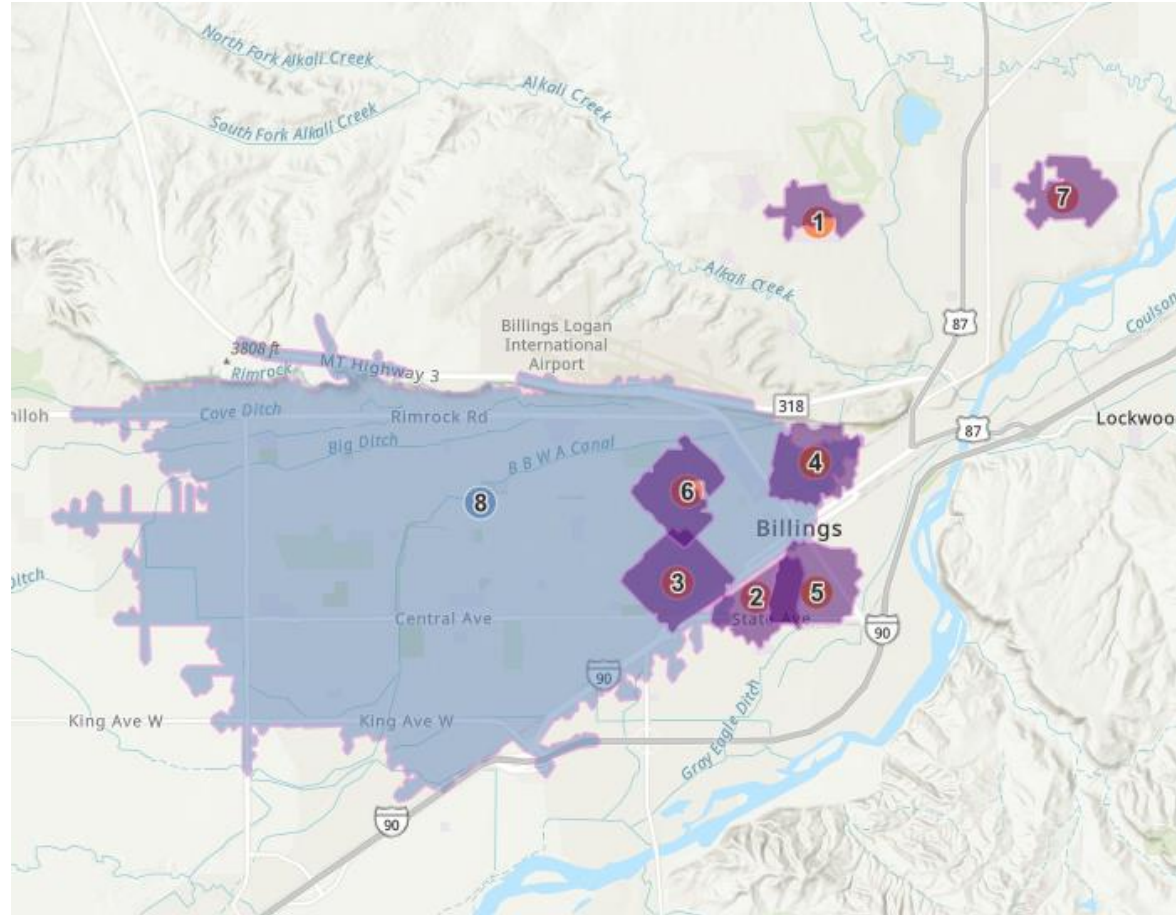 North Fork Alkali Creek
South Fork Alkali Creek
Alkali Creek
7
1
Alkali Creek
Coulson
87
Billings Logan
International
Airport
3808 ft
Rimrock
MT Highway 3
318
hiloh
Cove Ditch
Rimrock Rd
87
Lockwoo
Big Ditch
B B W A Canal
4
6
8
Billings
Ditch
3
2
5
Central Ave
State Ave
90
90
King Ave W
King Ave W
Gray Eagle Ditch
90